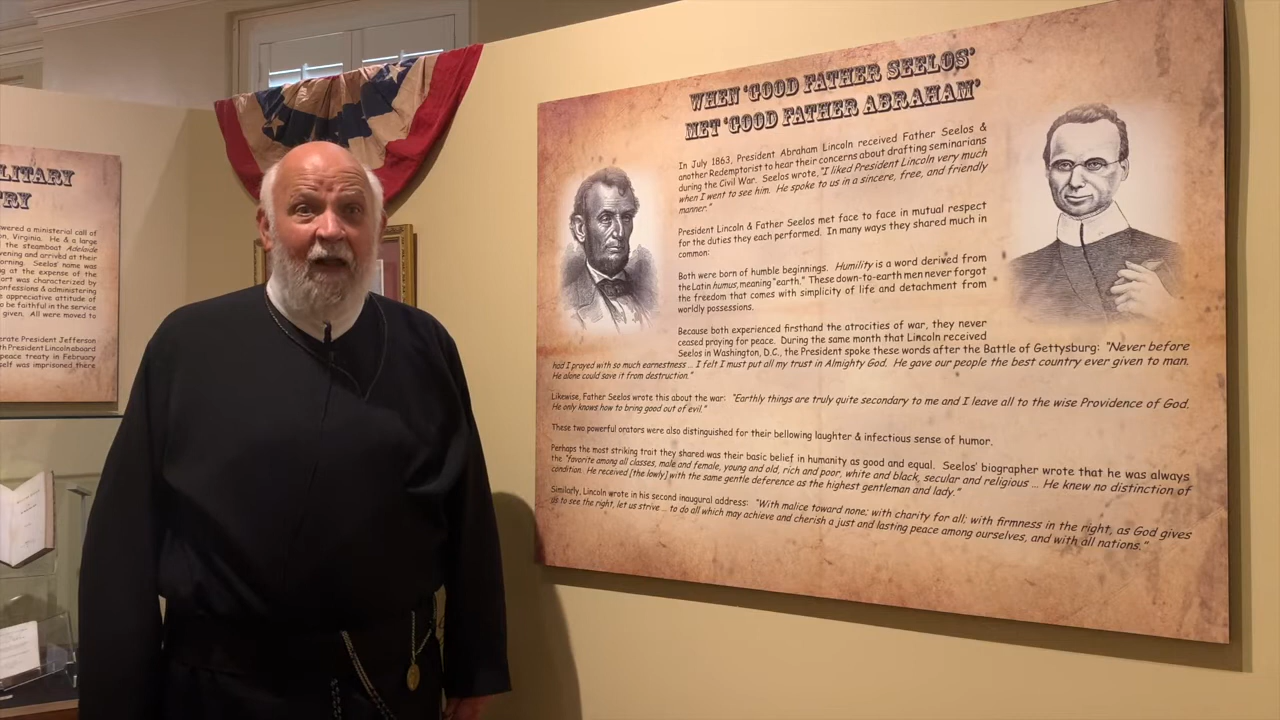 LITARY
TRY
wered a ministerial call of
on, Virginia. He & a large
the steamboat Adelaide
vening and arrived at their
orning. Seelos' name was
g at the expense of the
ort was characterized by
onfessions & administering
e appreciative attitude of
o be faithful in the service
given. All were moved to
erate President Jefferson
th President Lincoln aboard
peace treaty in February
self was imprisoned there
WHEN 'GOOD FATHER SEELOS'
MET 'GOOD FATHER ABRAHAM'
In July 1863, President Abraham Lincoln received Father Seelos &
another Redemptorist to hear their concerns about drafting seminarians
during the Civil War. Seelos wrote, "I liked President Lincoln very much
when I went to see him. He spoke to us in a sincere, free, and friendly
manner."
President Lincoln & Father Seelos met face to face in mutual respect
for the duties they each performed. In many ways they shared much in
common:
Both were born of humble beginnings. Humility is a word derived from
the Latin humus, meaning "earth." These down-to-earth men never forgot
the freedom that comes with simplicity of life and detachment from
worldly possessions.
Because both experienced firsthand the atrocities of war, they never
ceased praying for peace. During the same month that Lincoln received
Seelos in Washington, D.C., the President spoke these words after the Battle of Gettysburg: "Never before
had I prayed with so much earnestness ... I felt I must put all my trust in Almighty God. He gave our people the best country ever given to man.
He alone could save it from destruction."
Likewise, Father Seelos wrote this about the war: "Earthly things are truly quite secondary to me and I leave all to the wise Providence of God.
He only knows how to bring good out of evil."
These two powerful orators were also distinguished for their bellowing laughter & infectious sense of humor.
Perhaps the most striking trait they shared was their basic belief in humanity as good and equal. Seelos' biographer wrote that he was always
the "favorite among all classes, male and female, young and old, rich and poor, white and black, secular and religious ... He knew no distinction of
condition. He received [the lowly] with the same gentle deference as the highest gentleman and lady."
Similarly, Lincoln wrote in his second inaugural address: "With malice toward none; with charity for all; with firmness in the right, as God gives
us to see the right, let us strive ... to do all which may achieve and cherish a just and lasting peace among ourselves, and with all nations."